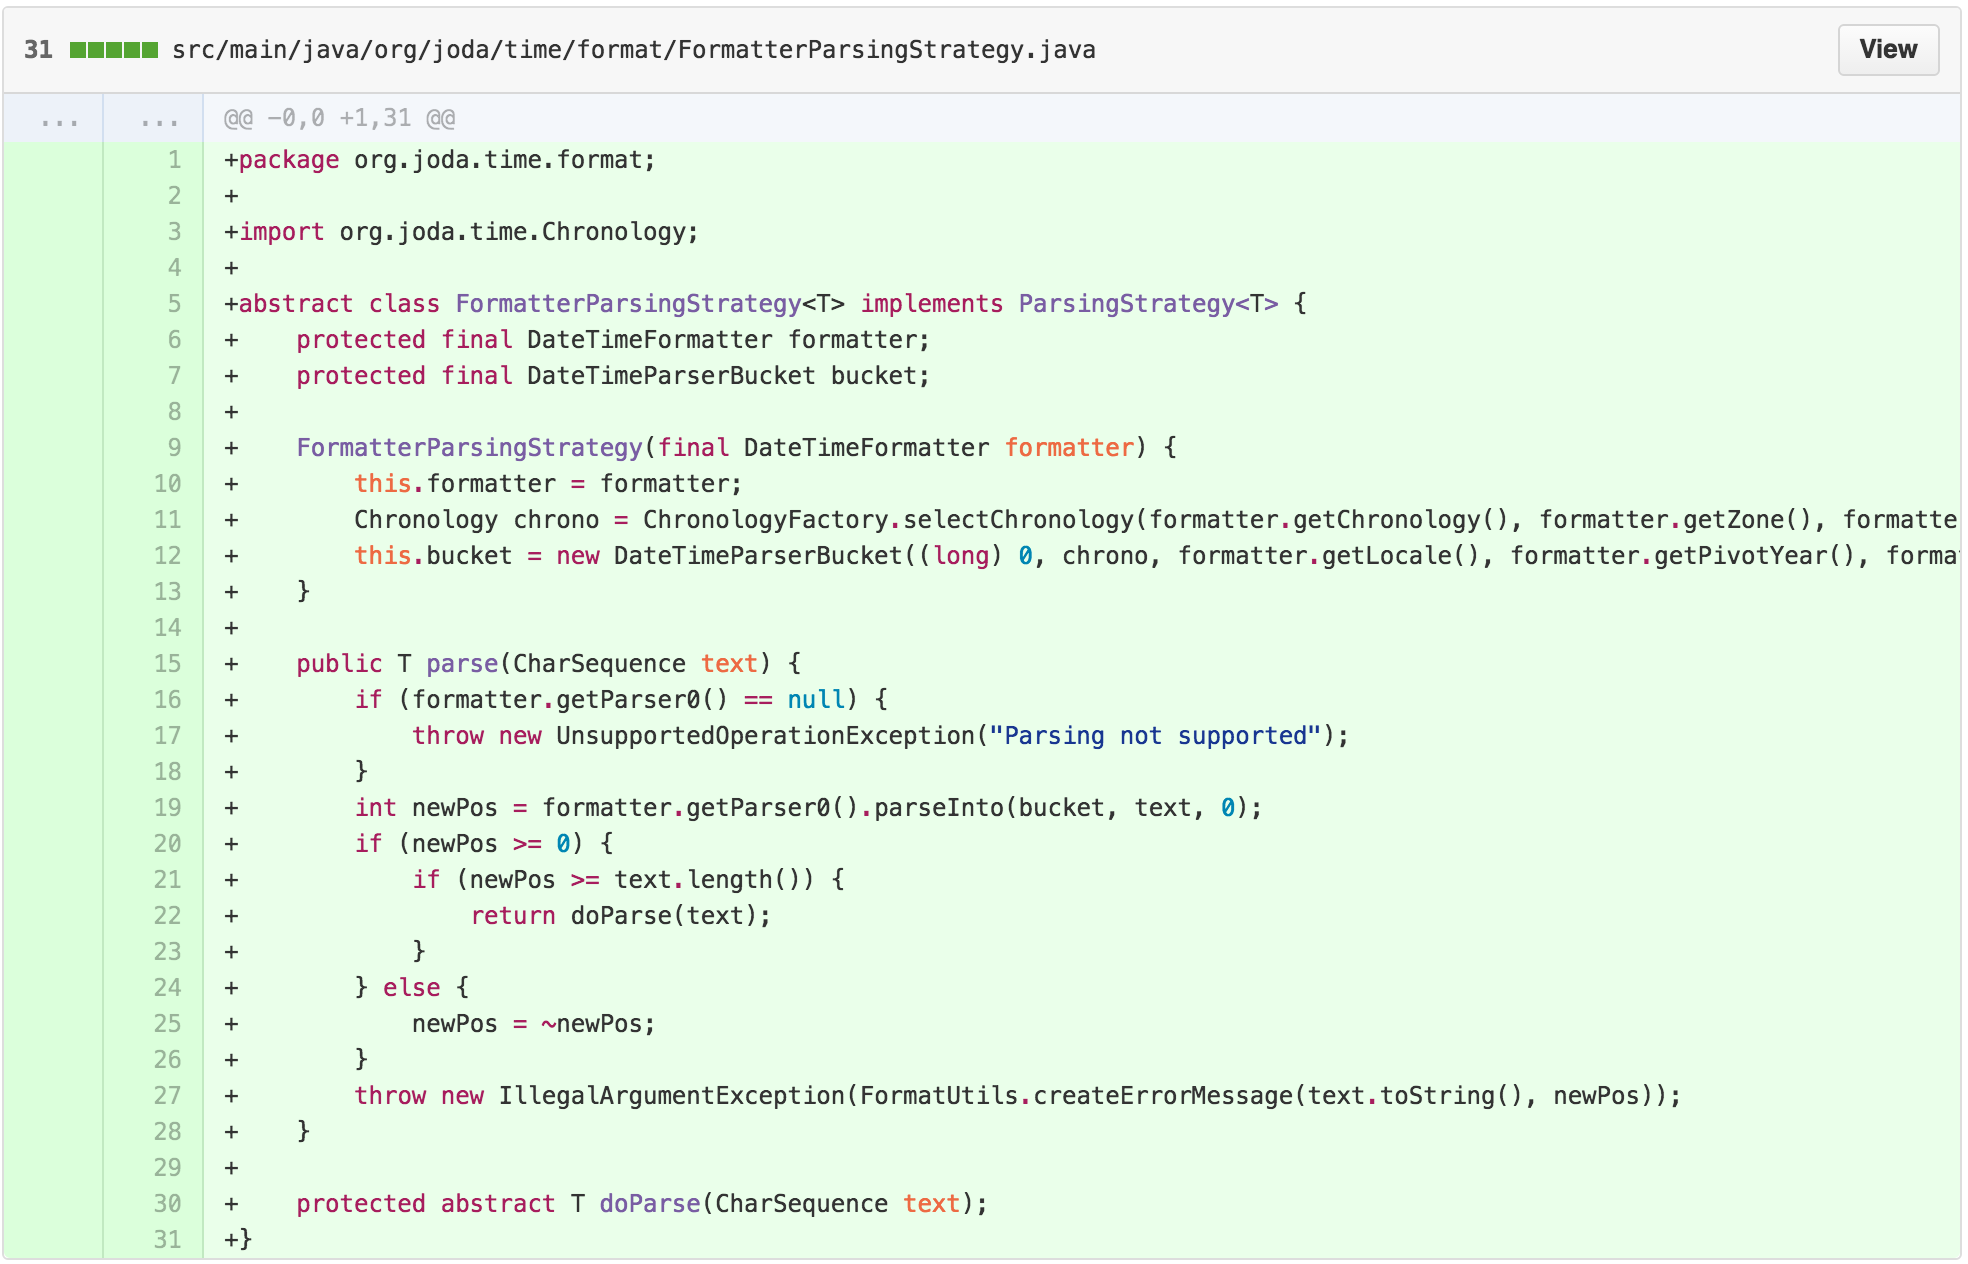 31 src/main/java/org/joda/time/format/FormatterParsingStrategy.java View
... ... @@ -0,0 +1,31 @@
1 +package org.joda.time.format;
2 +
3 +import org.joda.time.Chronology;
4 +
5 +abstract class FormatterParsingStrategy<T> implements ParsingStrategy<T> {
6 +    protected final DateTimeFormatter formatter;
7 +    protected final DateTimeParserBucket bucket;
8 +
9 +    FormatterParsingStrategy(final DateTimeFormatter formatter) {
10 +        this.formatter = formatter;
11 +        Chronology chrono = ChronologyFactory.selectChronology(formatter.getChronology(), formatter.getZone(), formatte
12 +        this.bucket = new DateTimeParserBucket((long) 0, chrono, formatter.getLocale(), formatter.getPivotYear(), forma
13 +    }
14 +
15 +    public T parse(CharSequence text) {
16 +        if (formatter.getParser0() == null) {
17 +            throw new UnsupportedOperationException("Parsing not supported");
18 +        }
19 +        int newPos = formatter.getParser0().parseInto(bucket, text, 0);
20 +        if (newPos >= 0) {
21 +            if (newPos >= text.length()) {
22 +                return doParse(text);
23 +            }
24 +        } else {
25 +            newPos = ~newPos;
26 +        }
27 +        throw new IllegalArgumentException(FormatUtils.createErrorMessage(text.toString(), newPos));
28 +    }
29 +
30 +    protected abstract T doParse(CharSequence text);
31 +}